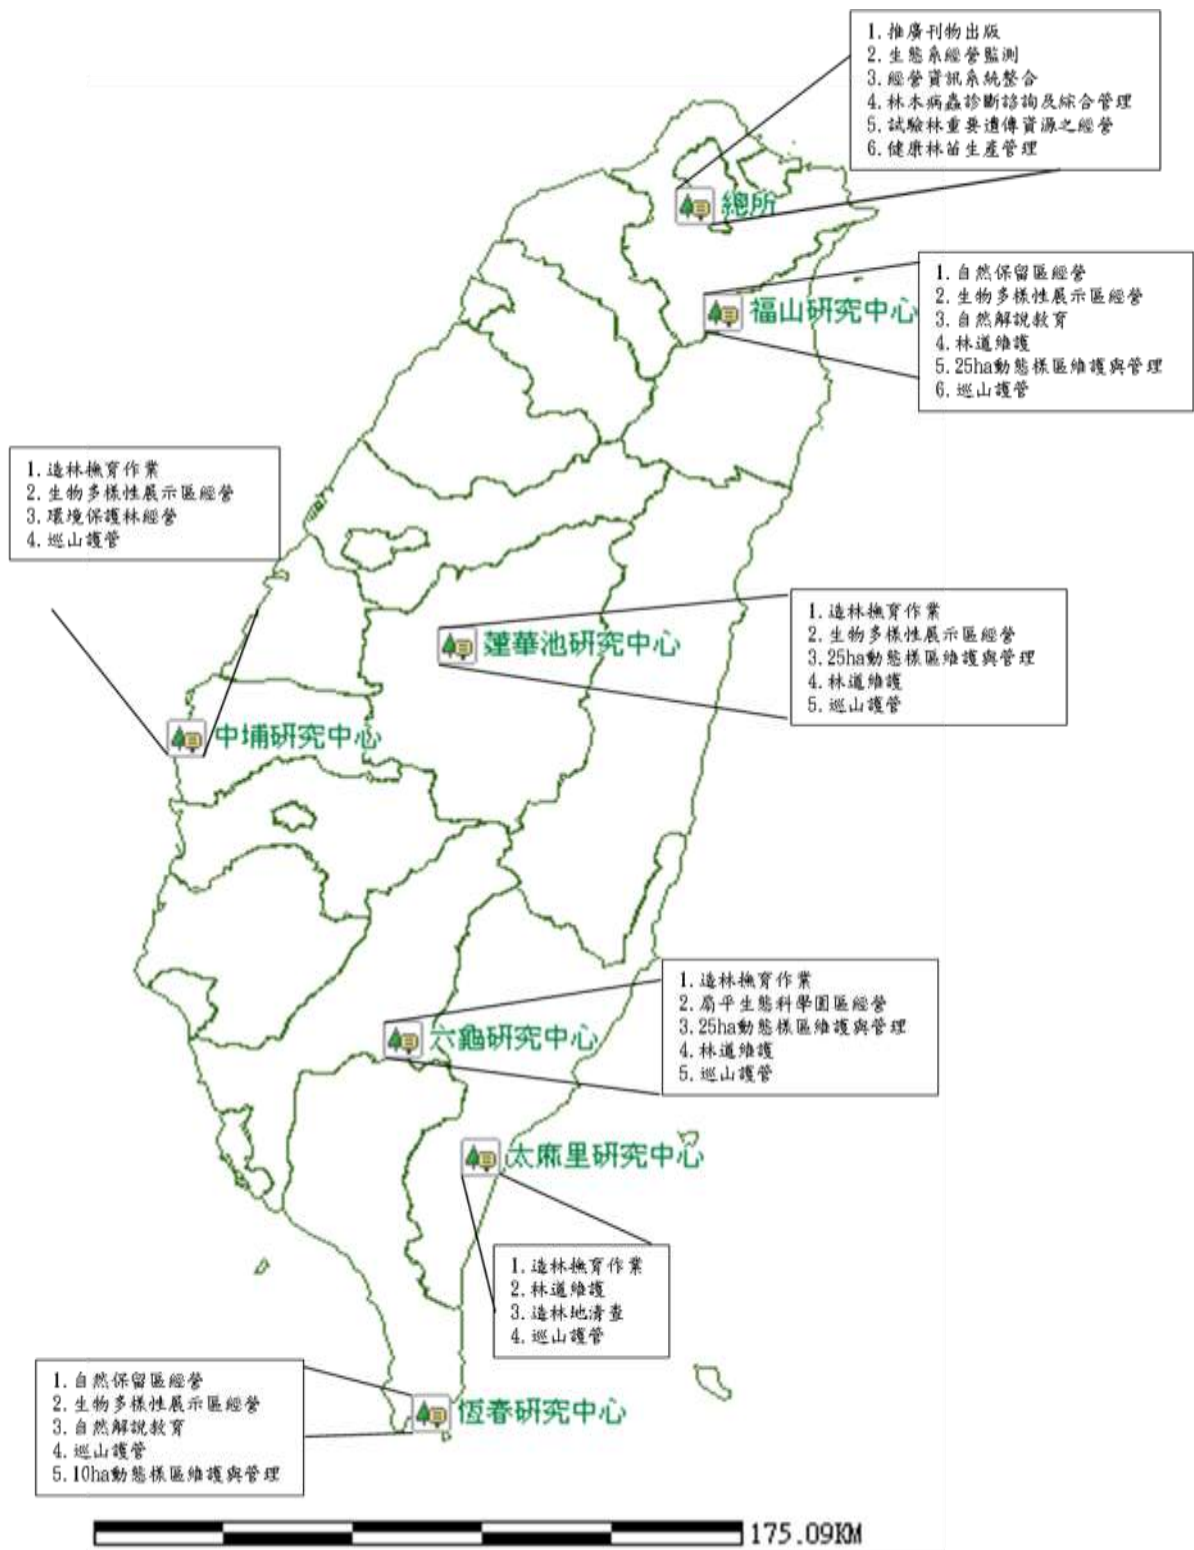 1.推廣刊物出版
2.生態系經營監測
3.經營資訊系統整合
4.林木病蟲診斷諮詢及綜合管理
5.試驗林重要遺傳資源之經營
6.健康林苗生產管理
總所
1.自然保留區經營
2.生物多樣性展示區經營
3.自然解說教育
4.林道維護
5.25ha動態樣區維護與管理
6.巡山護管
福山研究中心
1.造林撫育作業
2.生物多樣性展示區經營
3.環境保護林經營
4.巡山護管
1.造林撫育作業
2.生物多樣性展示區經營
3.25ha動態樣區維護與管理
4.林道維護
5.巡山護管
蓮華池研究中心
中埔研究中心
1.造林撫育作業
2.扇平生態科學園區經營
3.25ha動態樣區維護與管理
4.林道維護
5.巡山護管
六龜研究中心
太麻里研究中心
1.造林撫育作業
2.林道維護
3.造林地清查
4.巡山護管
1.自然保留區經營
2.生物多樣性展示區經營
3.自然解說教育
4.巡山護管
5.10ha動態樣區維護與管理
恆春研究中心
175.09KM